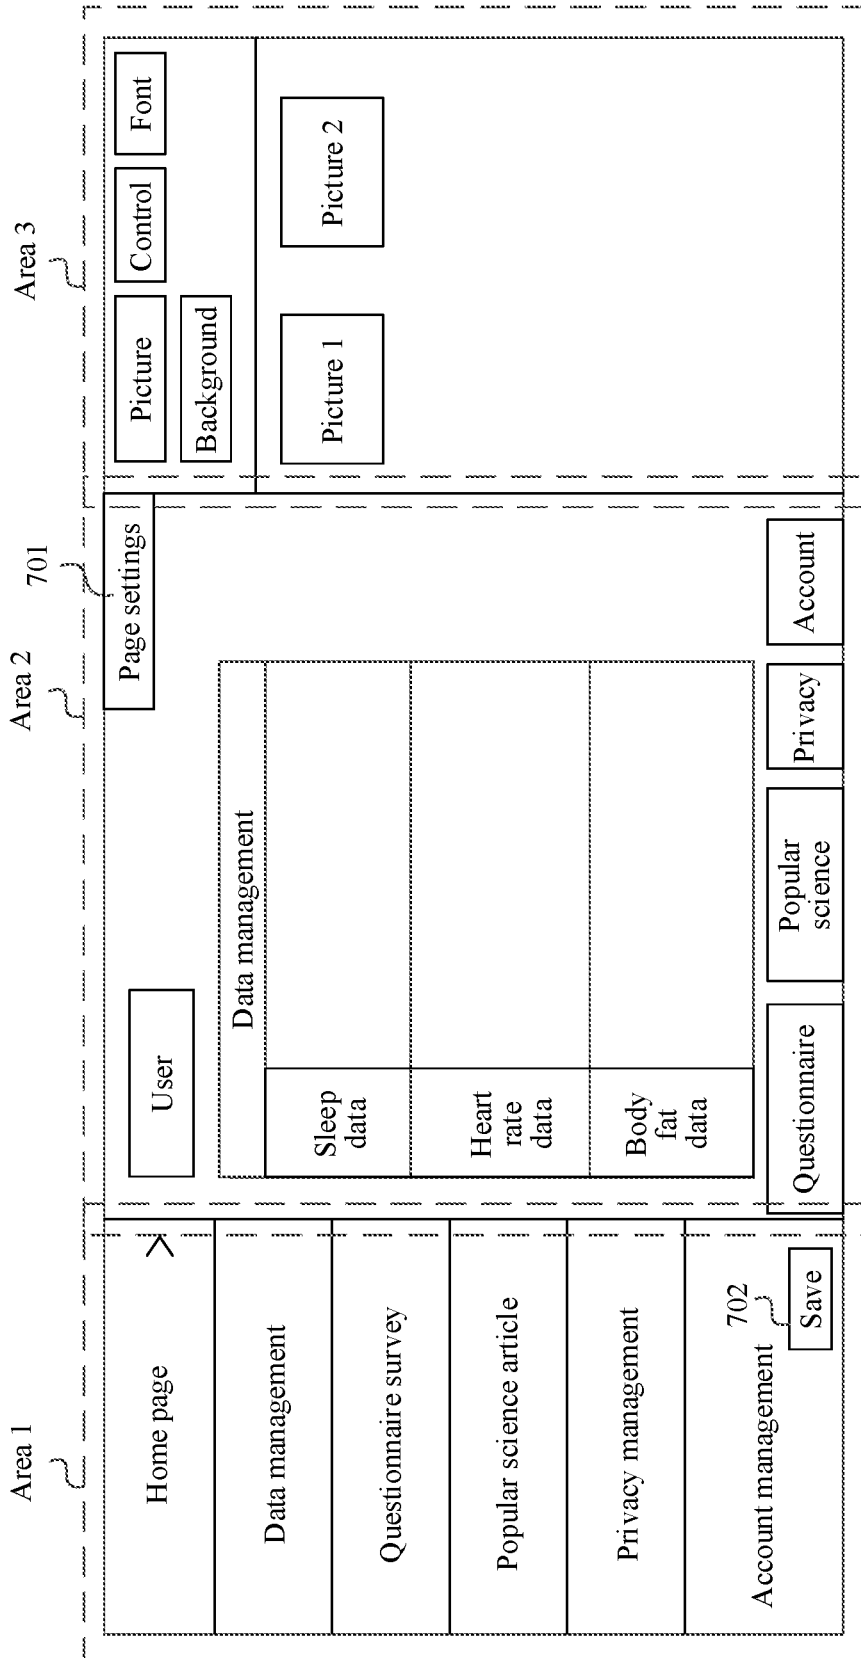 Area 1
Area 2
Area 3
Home page
Data management
Questionnaire survey
Popular science article
Privacy management
Account management
702
Save
701
Page settings
User
Data management
Sleep
data
Heart
rate
data
Body
fat
data
Questionnaire
Popular
science
Privacy
Account
Picture
Control
Font
Background
Picture 1
Picture 2